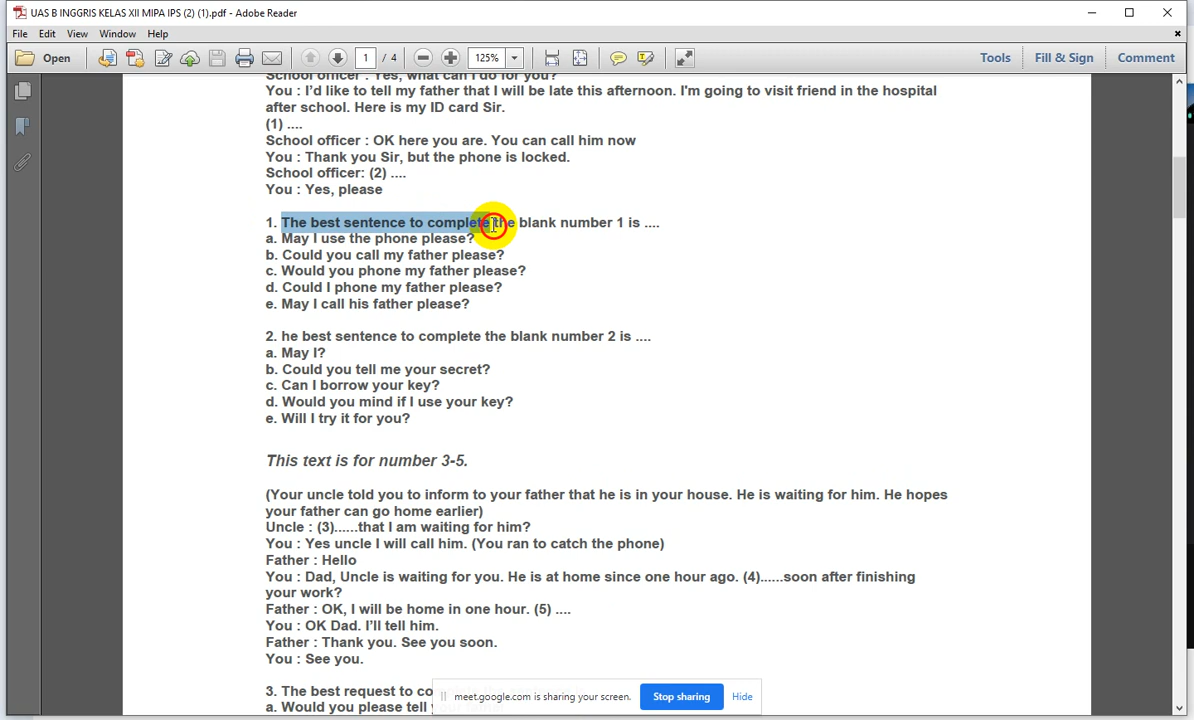 UAS B INGGRIS KELAS XII MIPA IPS (2) (1).pdf - Adobe Reader
File Edit View Window Help
Open 1 / 4 125% Tools Fill & Sign Comment
School officer : Yes, what can I do for you?
You : I'd like to tell my father that I will be late this afternoon. I'm going to visit friend in the hospital
after school. Here is my ID card Sir.
(1) ....
School officer : OK here you are. You can call him now
You : Thank you Sir, but the phone is locked.
School officer: (2) ....
You : Yes, please
1. The best sentence to complete the blank number 1 is ....
a. May I use the phone please?
b. Could you call my father please?
c. Would you phone my father please?
d. Could I phone my father please?
e. May I call his father please?
2. he best sentence to complete the blank number 2 is ....
a. May I?
b. Could you tell me your secret?
c. Can I borrow your key?
d. Would you mind if I use your key?
e. Will I try it for you?
This text is for number 3-5.
(Your uncle told you to inform to your father that he is in your house. He is waiting for him. He hopes
your father can go home earlier)
Uncle : (3)......that I am waiting for him?
You : Yes uncle I will call him. (You ran to catch the phone)
Father : Hello
You : Dad, Uncle is waiting for you. He is at home since one hour ago. (4)......soon after finishing
your work?
Father : OK, I will be home in one hour. (5) ....
You : OK Dad. I'll tell him.
Father : Thank you. See you soon.
You : See you.
3. The best request to co
a. Would you please tell
meet.google.com is sharing your screen. Stop sharing Hide